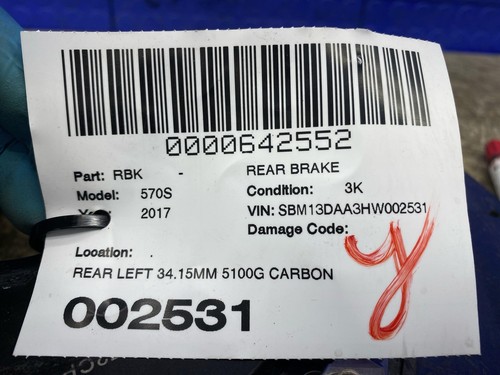 0000642552
Part: RBK - REAR BRAKE
Model: 570S Condition: 3K
2017 VIN: SBM13DAA3HW002531
Damage Code:
Location: .
REAR LEFT 34.15MM 5100G CARBON
002531